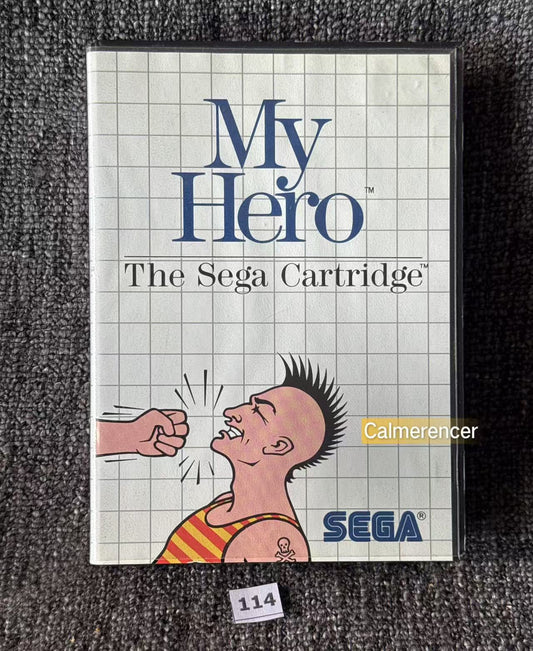 My
Hero™
The Sega Cartridge™
Calmerencer
SEGA®
114